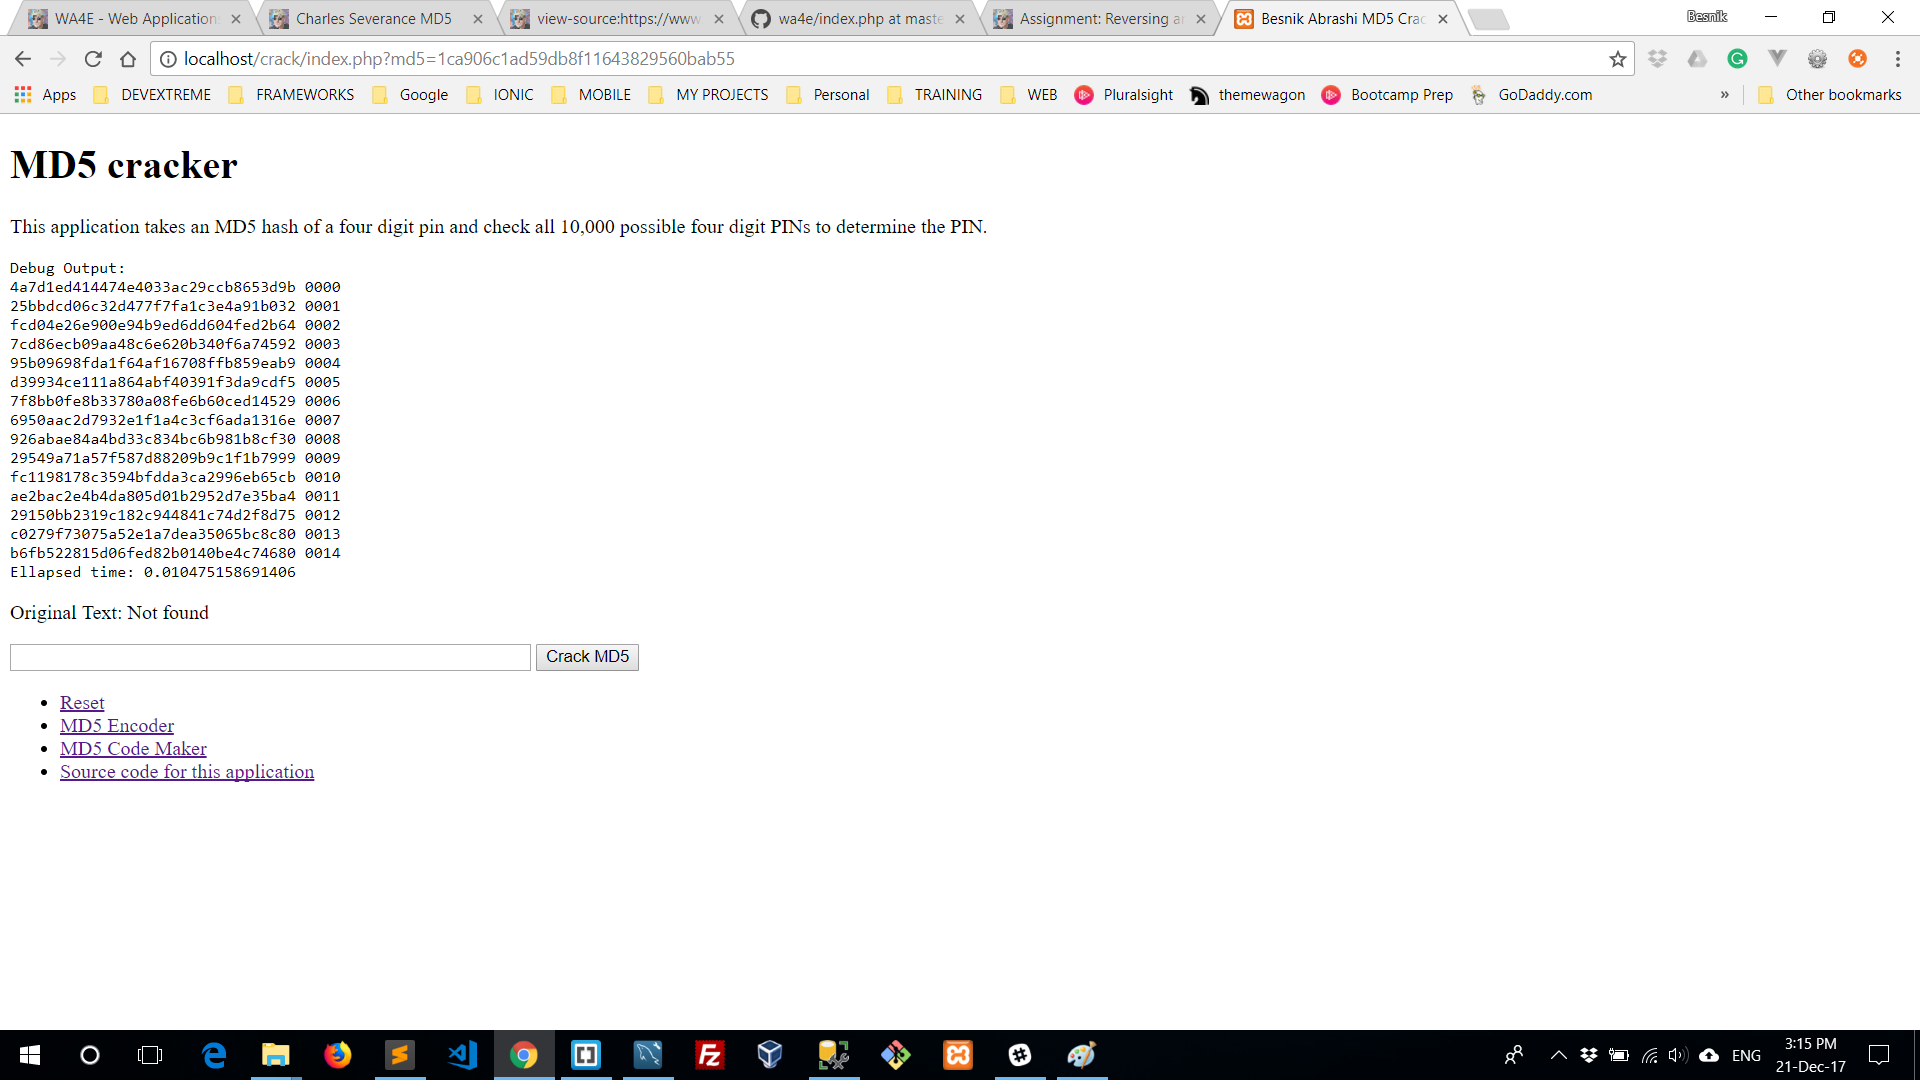 WA4E - Web Applications
Charles Severance MD5
view-source:https://www
wa4e/index.php at maste
Assignment: Reversing a
Besnik Abrashi MD5 Crac
Besnik
localhost/crack/index.php?md5=1ca906c1ad59db8f11643829560bab55
Apps DEVEXTREME FRAMEWORKS Google IONIC MOBILE MY PROJECTS Personal TRAINING WEB Pluralsight themewagon Bootcamp Prep GoDaddy.com » Other bookmarks
MD5 cracker
This application takes an MD5 hash of a four digit pin and check all 10,000 possible four digit PINs to determine the PIN.
Debug Output:
4a7d1ed414474e4033ac29ccb8653d9b 0000
25bbdcd06c32d477f7fa1c3e4a91b032 0001
fcd04e26e900e94b9ed6dd604fed2b64 0002
7cd86ecb09aa48c6e620b340f6a74592 0003
95b09698fda1f64af16708ffb859eab9 0004
d39934ce111a864abf40391f3da9cdf5 0005
7f8bb0fe8b33780a08fe6b60ced14529 0006
6950aac2d7932e1f1a4c3cf6ada1316e 0007
926abae84a4bd33c834bc6b981b8cf30 0008
29549a71a57f587d88209b9c1f1b7999 0009
fc1198178c3594bfdda3ca2996eb65cb 0010
ae2bac2e4b4da805d01b2952d7e35ba4 0011
29150bb2319c182c944841c74d2f8d75 0012
c0279f73075a52e1a7dea35065bc8c80 0013
b6fb522815d06fed82b0140be4c74680 0014
Ellapsed time: 0.010475158691406
Original Text: Not found
Crack MD5
Reset
MD5 Encoder
MD5 Code Maker
Source code for this application
ENG
3:15 PM
21-Dec-17